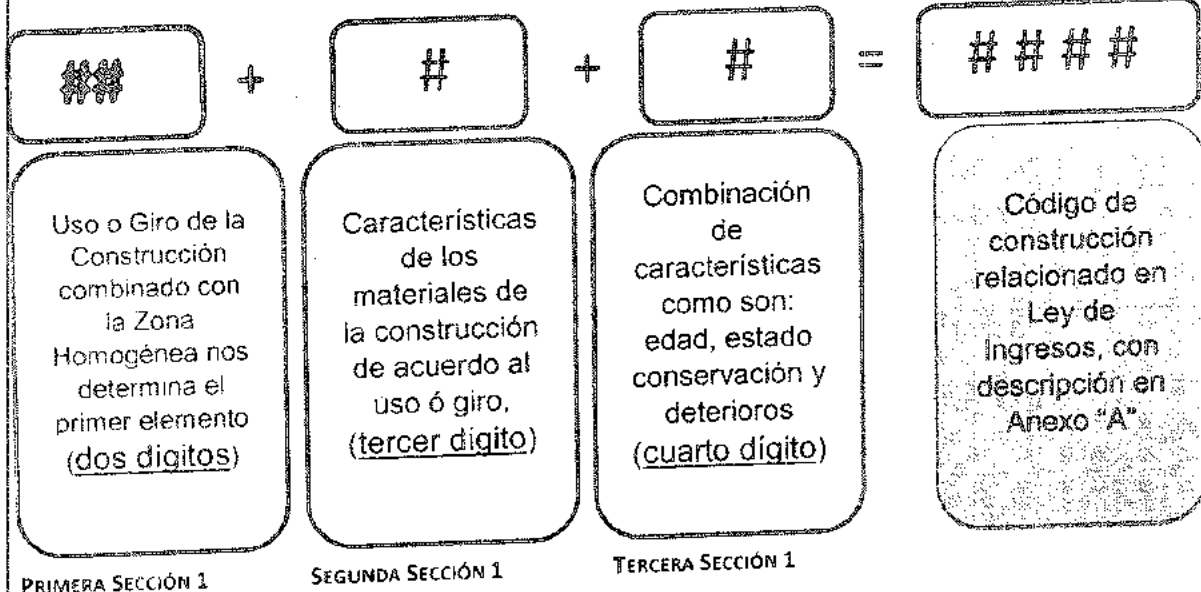 ## + # + # = # # # #
Uso o Giro de la
Construcción
combinado con
la Zona
Homogénea nos
determina el
primer elemento
(dos digitos)
Características
de los
materiales de
la construcción
de acuerdo al
uso ó giro,
(tercer digito)
Combinación
de
características
como son:
edad, estado
conservación y
deterioros
(cuarto dígito)
Código de
construcción
relacionado en
Ley de
Ingresos, con
descripción en
Anexo "A"
PRIMERA SECCIÓN 1
SEGUNDA SECCIÓN 1
TERCERA SECCIÓN 1